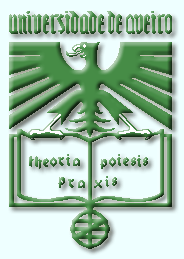 universidade de aveiro
theoria poiesis
praxis